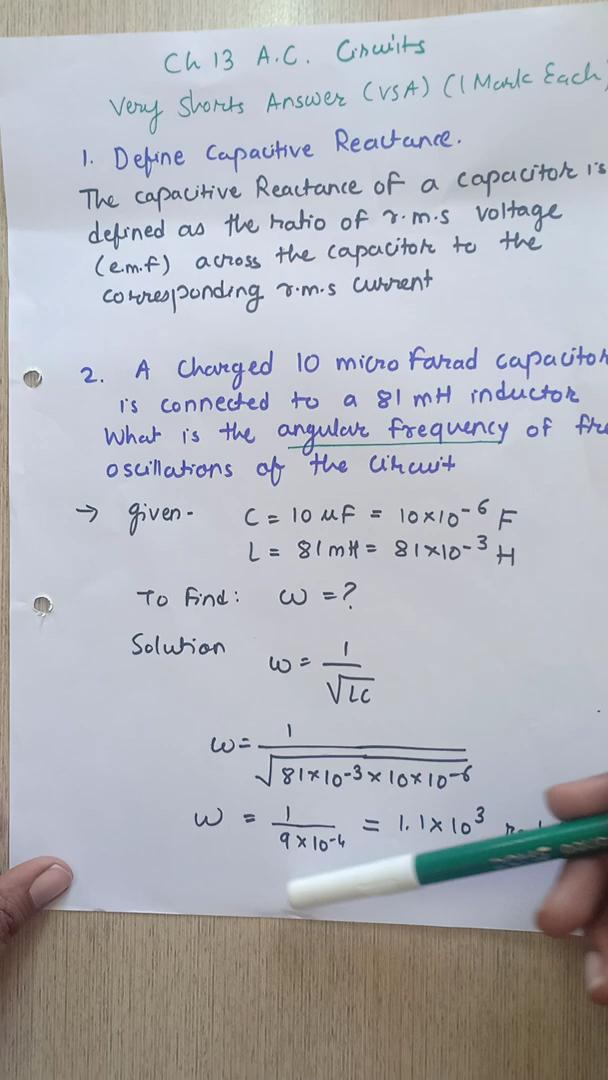 Ch 13 A.C. Circuits
Very Shorts Answer (VSA) (1 Mark Each)
1. Define Capacitive Reactance.
The capacitive Reactance of a capacitor is
defined as the ratio of r.m.s voltage
(e.m.f) across the capacitor to the
corresponding r.m.s current
2. A Charged 10 micro farad capacitor
is connected to a 81 mH inductor
What is the angular frequency of
oscillations of the circuit
→ given- C = 10 μF = 10×10-6 F
L = 81mH = 81×10-3 H
To Find: ω = ?
Solution
ω = 1/√LC
ω = 1/√81×10-3×10×10-6
ω = 1/9×10-4 = 1.1×103